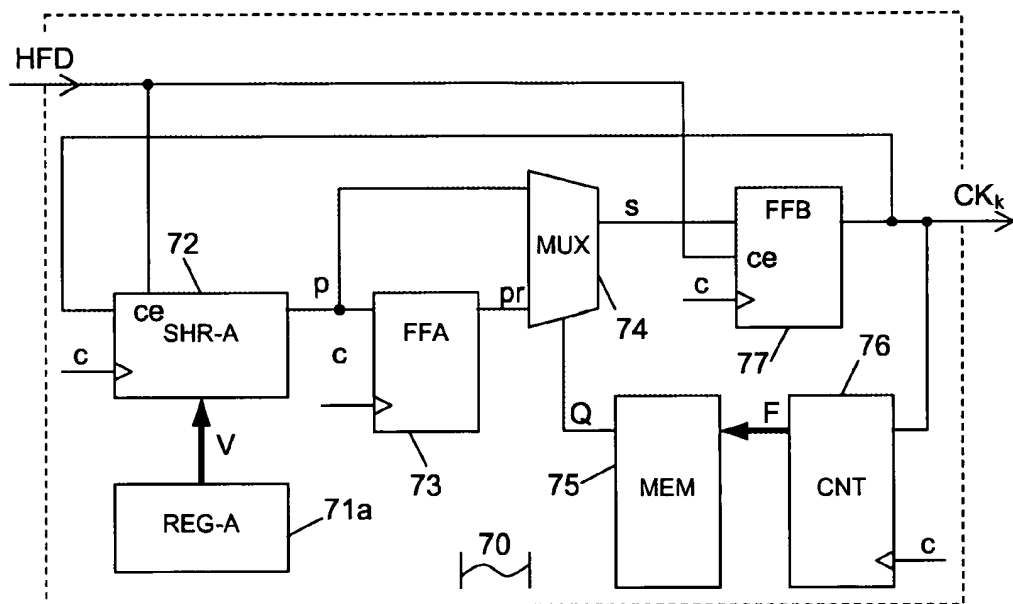 HFD
CKₖ
s
FFB
ce
c
77
MUX
74
72
p
pr
ce
SHR-A
c
FFA
c
73
V
REG-A
71a
76
Q
F
75
MEM
CNT
c
70